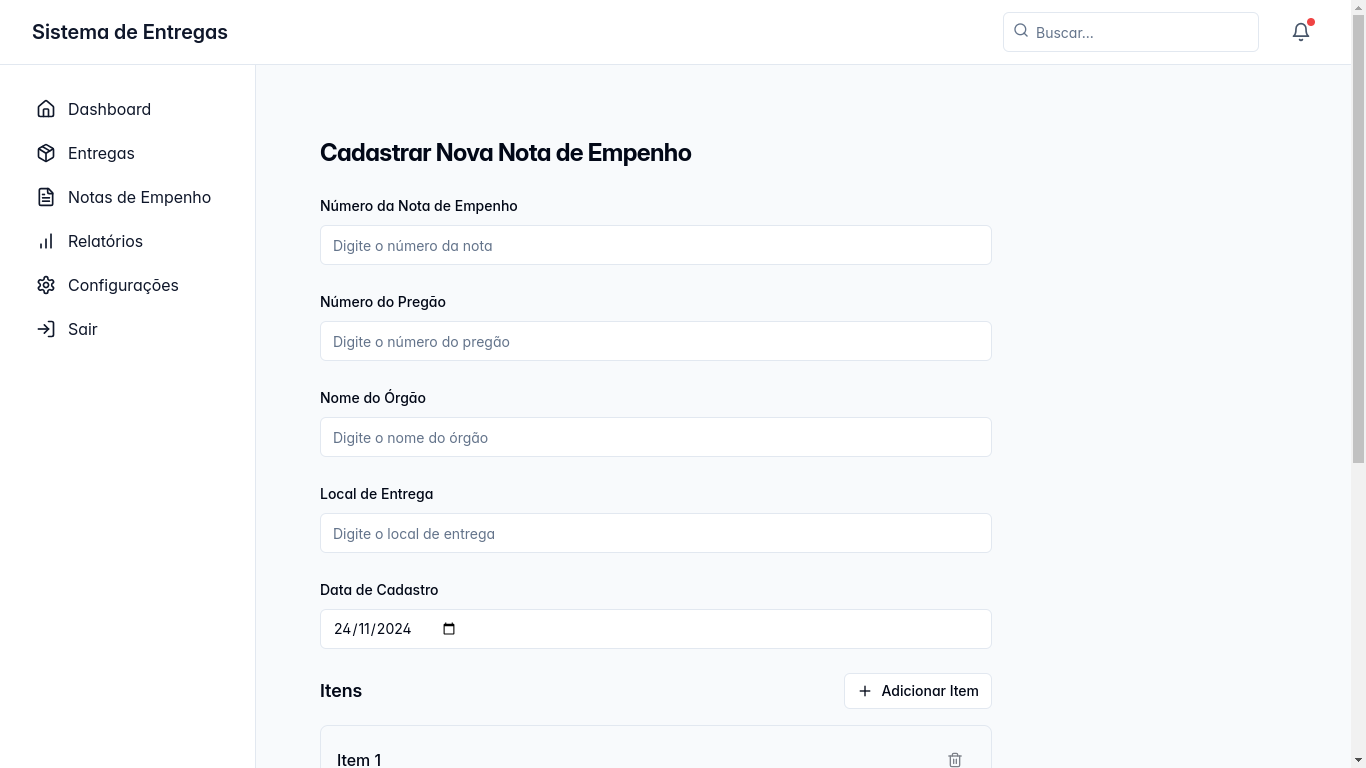 Sistema de Entregas
Buscar...
Dashboard
Entregas
Notas de Empenho
Relatórios
Configurações
Sair
Cadastrar Nova Nota de Empenho
Número da Nota de Empenho
Digite o número da nota
Número do Pregão
Digite o número do pregão
Nome do Órgão
Digite o nome do órgão
Local de Entrega
Digite o local de entrega
Data de Cadastro
24/11/2024
Itens
Adicionar Item
Item 1